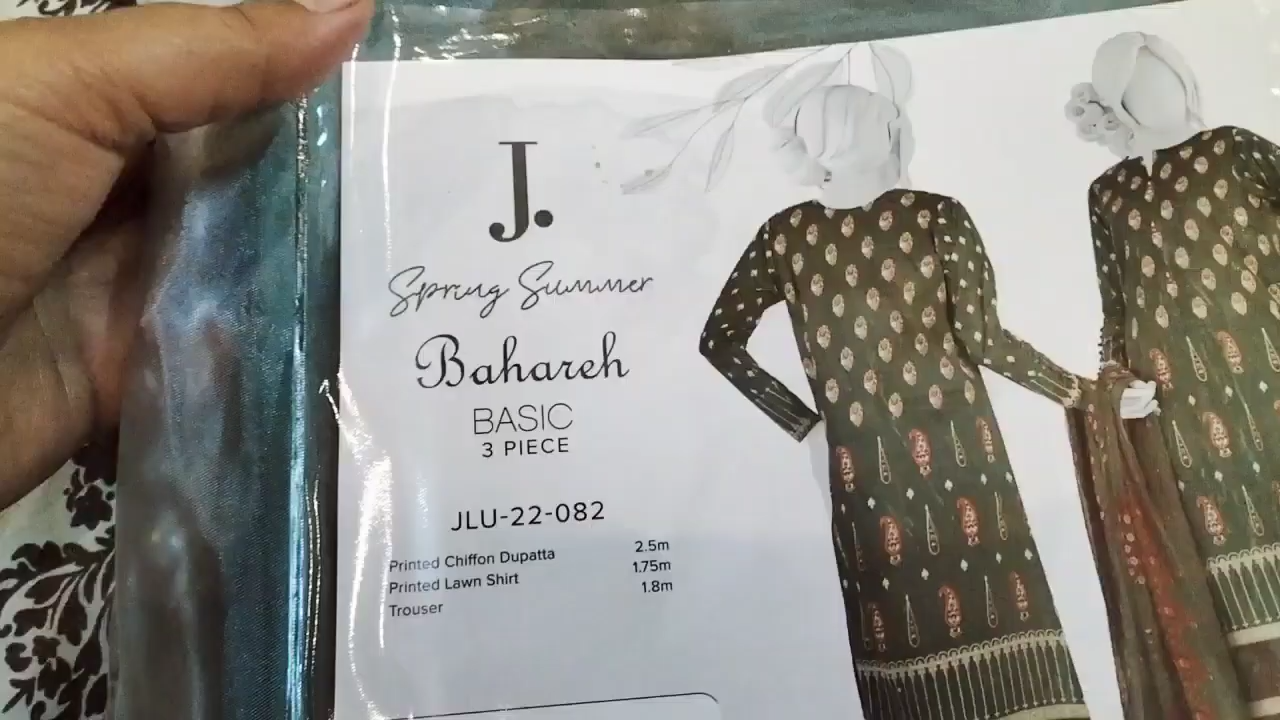 J.
Spring Summer
Bahareh
BASIC
3 PIECE
JLU-22-082
Printed Chiffon Dupatta 2.5m
Printed Lawn Shirt 1.75m
Trouser 1.8m